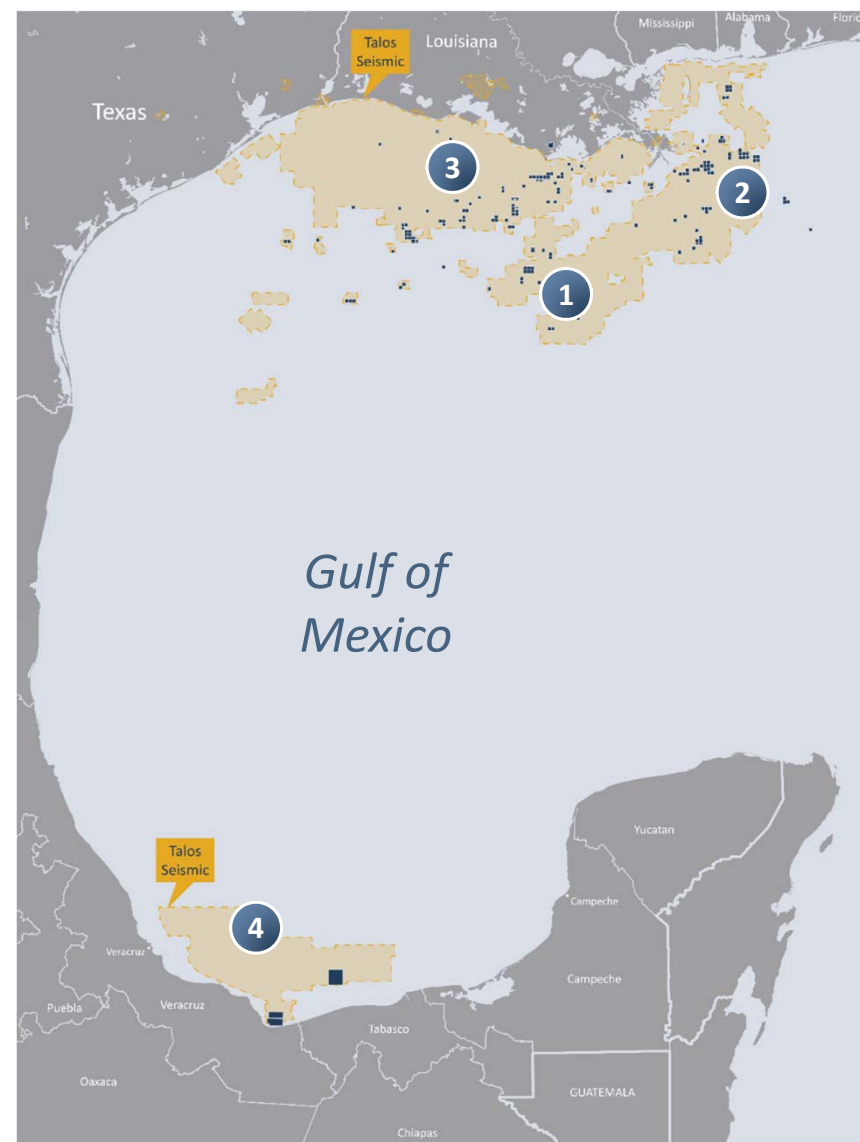 Mississippi
Alabama
Florid
Talos
Seismic
Louisiana
Texas
3
2
1
Gulf of
Mexico
Yucatan
Talos
Seismic
Campeche
4
Veracruz
Campeche
Puebla
Veracruz
Tabasco
Oaxaca
GUATEMALA
Chiapas